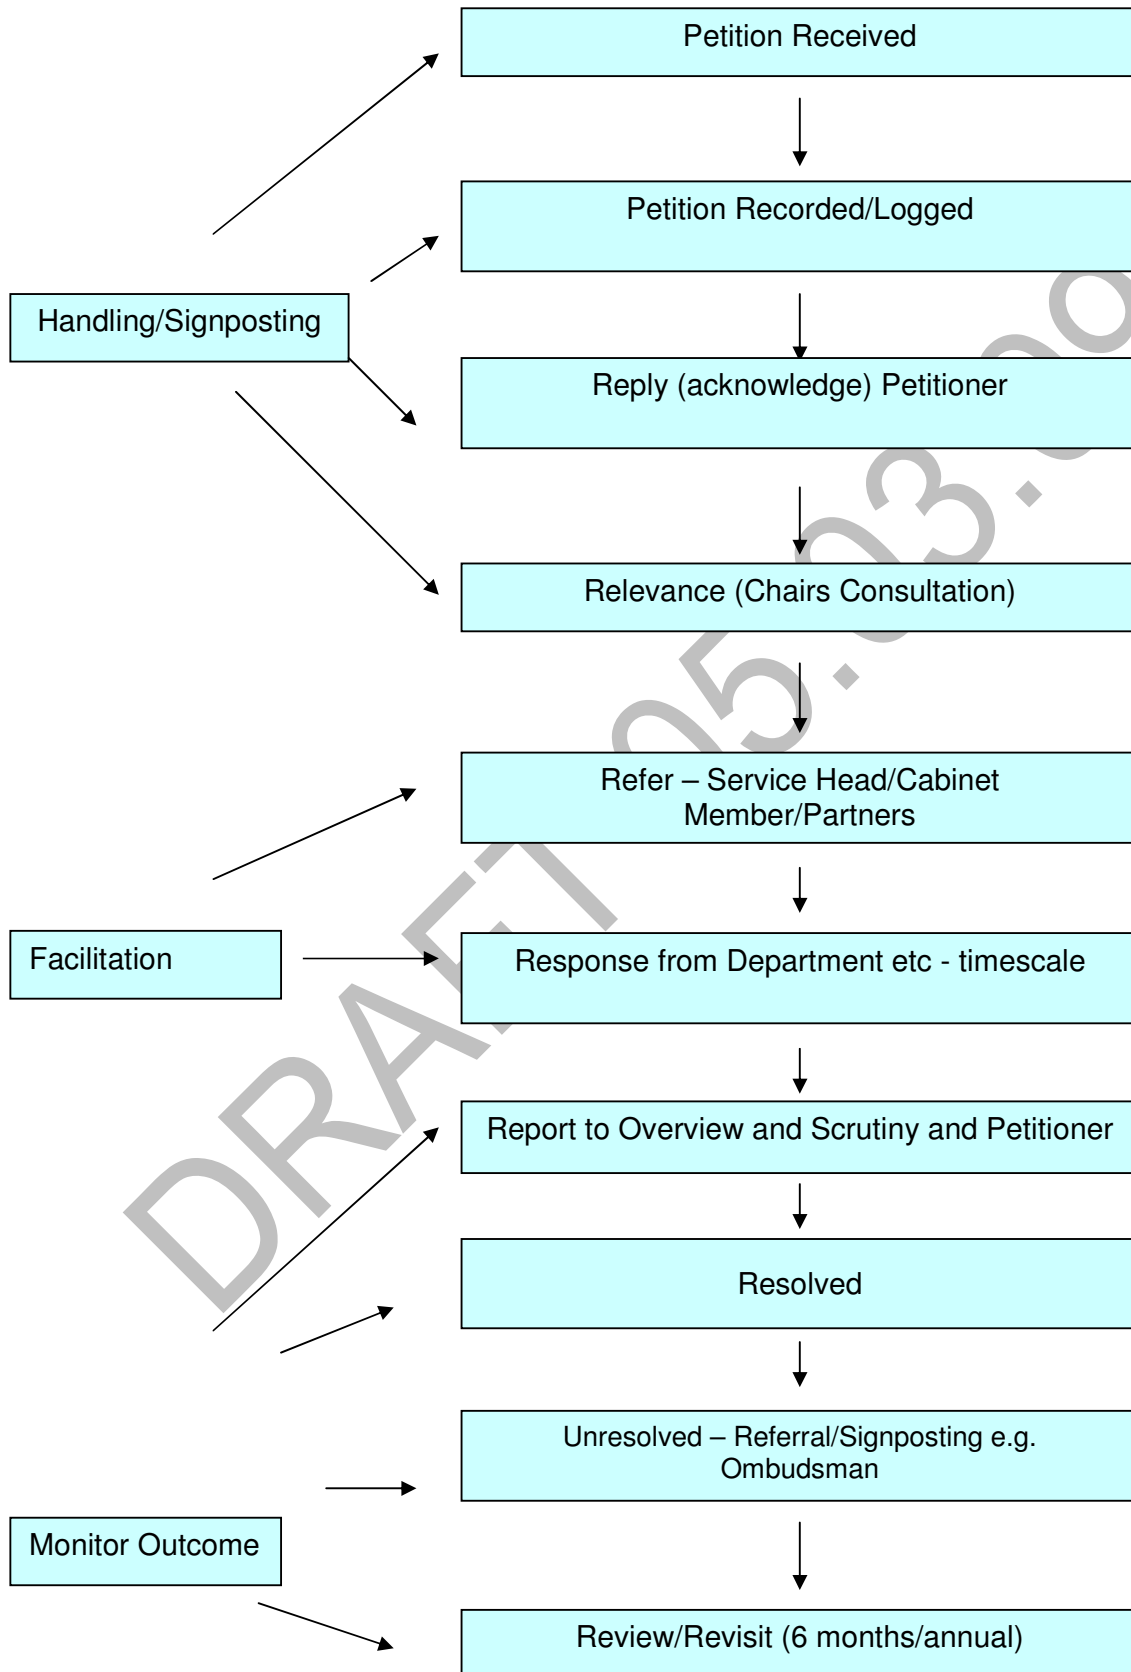 Petition Received
Petition Recorded/Logged
Handling/Signposting
Reply (acknowledge) Petitioner
Relevance (Chairs Consultation)
Refer – Service Head/Cabinet
Member/Partners
Facilitation
Response from Department etc - timescale
Report to Overview and Scrutiny and Petitioner
Resolved
Unresolved – Referral/Signposting e.g.
Ombudsman
Monitor Outcome
Review/Revisit (6 months/annual)
DRAFT 05.03.